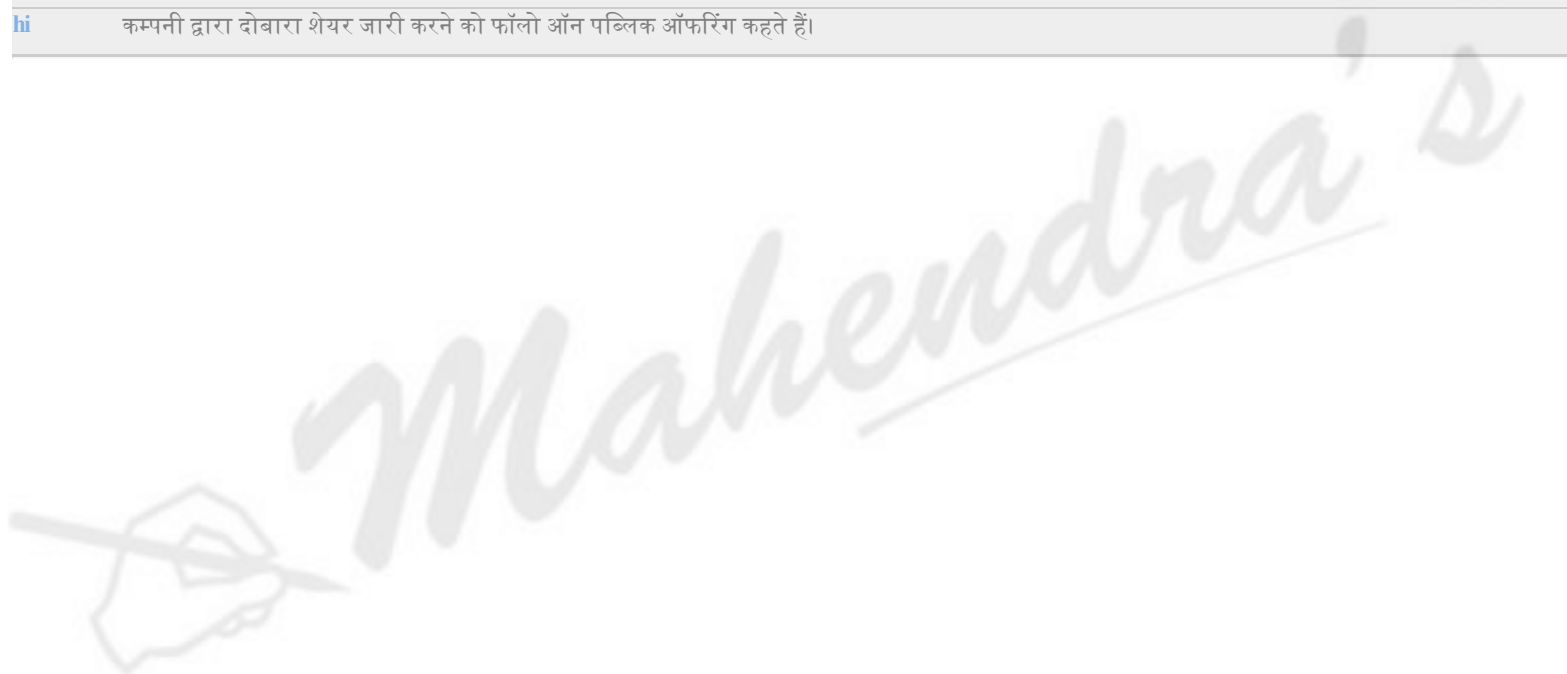 hi कम्पनी द्वारा दोबारा शेयर जारी करने को फॉलो ऑन पब्लिक ऑफरिंग कहते हैं।
Mahendra's